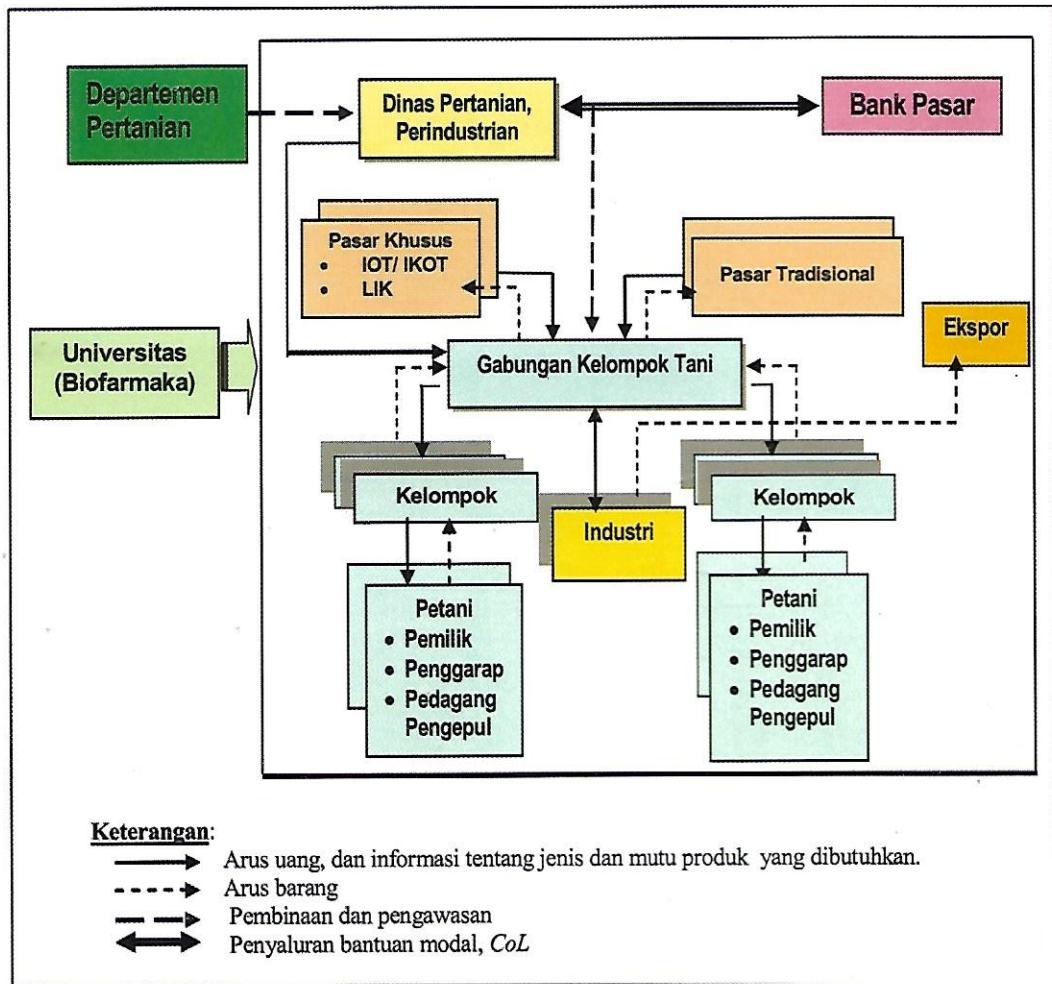 Departemen
Pertanian
Dinas Pertanian,
Perindustrian
Bank Pasar
Pasar Khusus
• IOT/ IKOT
• LIK
Pasar Tradisional
Ekspor
Universitas
(Biofarmaka)
Gabungan Kelompok Tani
Kelompok
Industri
Kelompok
Petani
• Pemilik
• Penggarap
• Pedagang
Pengepul
Petani
• Pemilik
• Penggarap
• Pedagang
Pengepul
Keterangan:
Arus uang, dan informasi tentang jenis dan mutu produk yang dibutuhkan.
Arus barang
Pembinaan dan pengawasan
Penyaluran bantuan modal, CoL